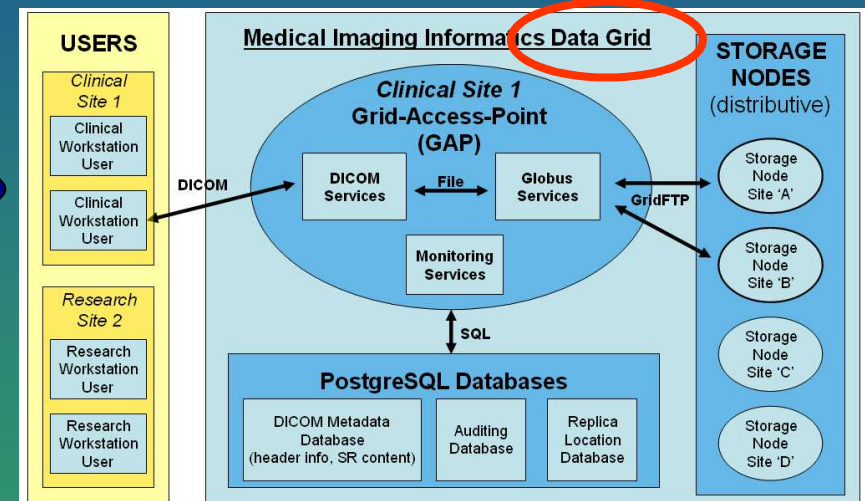 USERS
Clinical
Site 1
Clinical
Workstation
User
Clinical
Workstation
User
Research
Site 2
Research
Workstation
User
Research
Workstation
User
DICOM
Medical Imaging Informatics Data Grid
Clinical Site 1
Grid-Access-Point
(GAP)
DICOM
Services
File
Globus
Services
Monitoring
Services
GridFTP
SQL
PostgreSQL Databases
DICOM Metadata
Database
(header info, SR content)
Auditing
Database
Replica
Location
Database
STORAGE
NODES
(distributive)
Storage
Node
Site ‘A’
Storage
Node
Site ‘B’
Storage
Node
Site ‘C’
Storage
Node
Site ‘D’